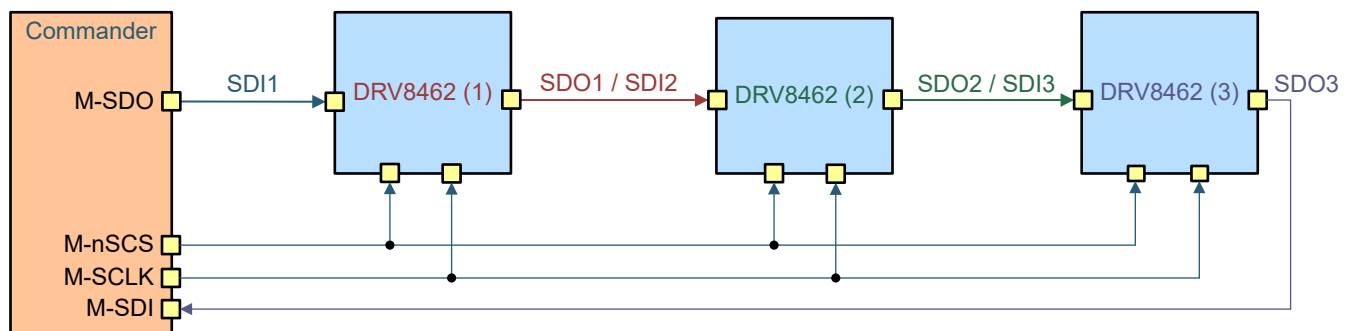 Commander
M-SDO
SDI1
DRV8462 (1)
SDO1 / SDI2
DRV8462 (2)
SDO2 / SDI3
DRV8462 (3)
SDO3
M-nSCS
M-SCLK
M-SDI